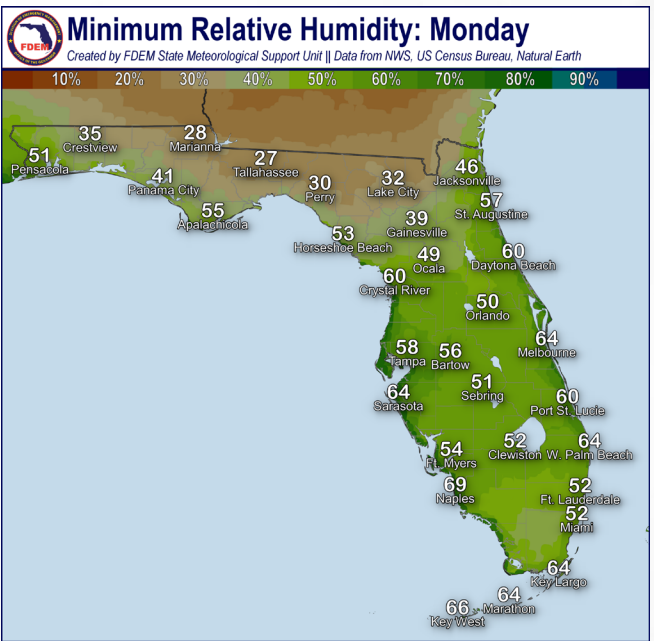 Minimum Relative Humidity: Monday
Created by FDEM State Meteorological Support Unit || Data from NWS, US Census Bureau, Natural Earth
FDEM
10% 20% 30% 40% 50% 60% 70% 80% 90%
35
Crestview
28
Marianna
51
Pensacola
27
Tallahassee
46
Jacksonville
41
Panama City
30
Perry
32
Lake City
57
St. Augustine
55
Apalachicola
39
Gainesville
53
Horseshoe Beach
49
Ocala
60
Daytona Beach
60
Crystal River
50
Orlando
64
Melbourne
58
Tampa
56
Bartow
51
Sebring
64
Sarasota
60
Port St. Lucie
54
Ft. Myers
52
Clewiston
64
W. Palm Beach
69
Naples
52
Ft. Lauderdale
52
Miami
64
Key Largo
64
Marathon
66
Key West